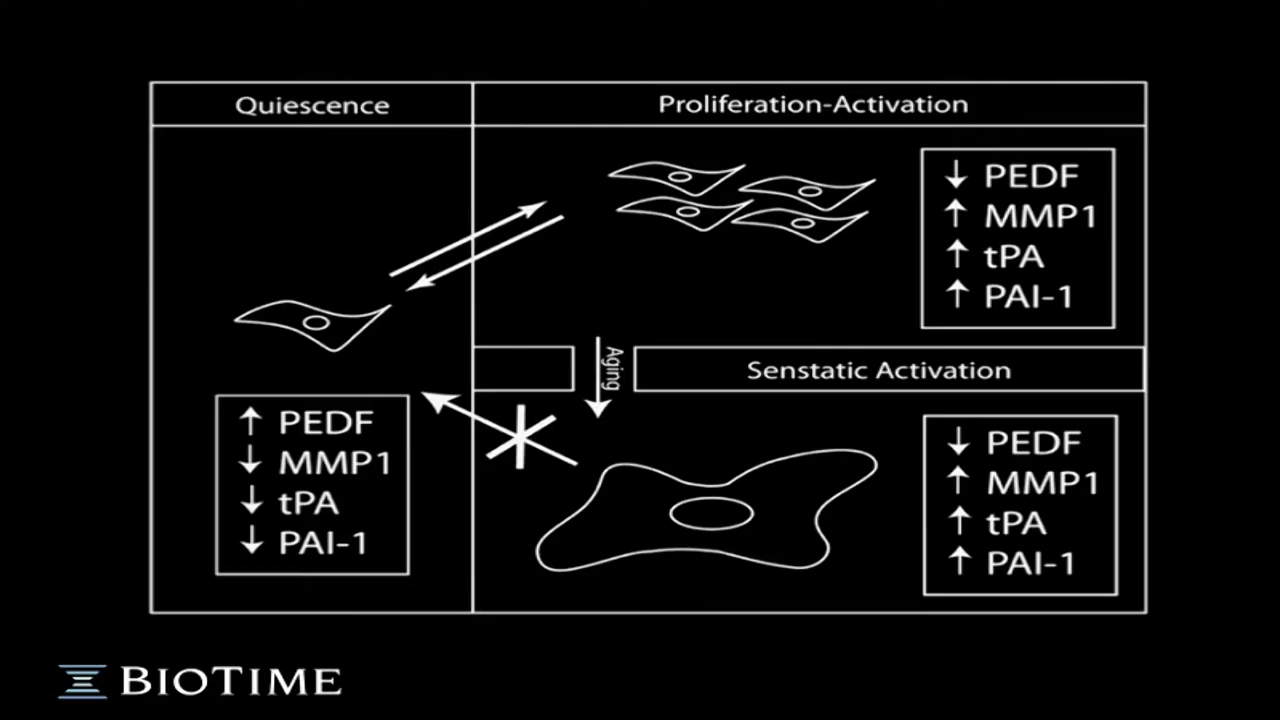 Quiescence
Proliferation-Activation
↓ PEDF
↑ MMP1
↑ tPA
↑ PAI-1
Aging
Senstatic Activation
↑ PEDF
↓ MMP1
↓ tPA
↓ PAI-1
↓ PEDF
↑ MMP1
↑ tPA
↑ PAI-1
BIOTIME